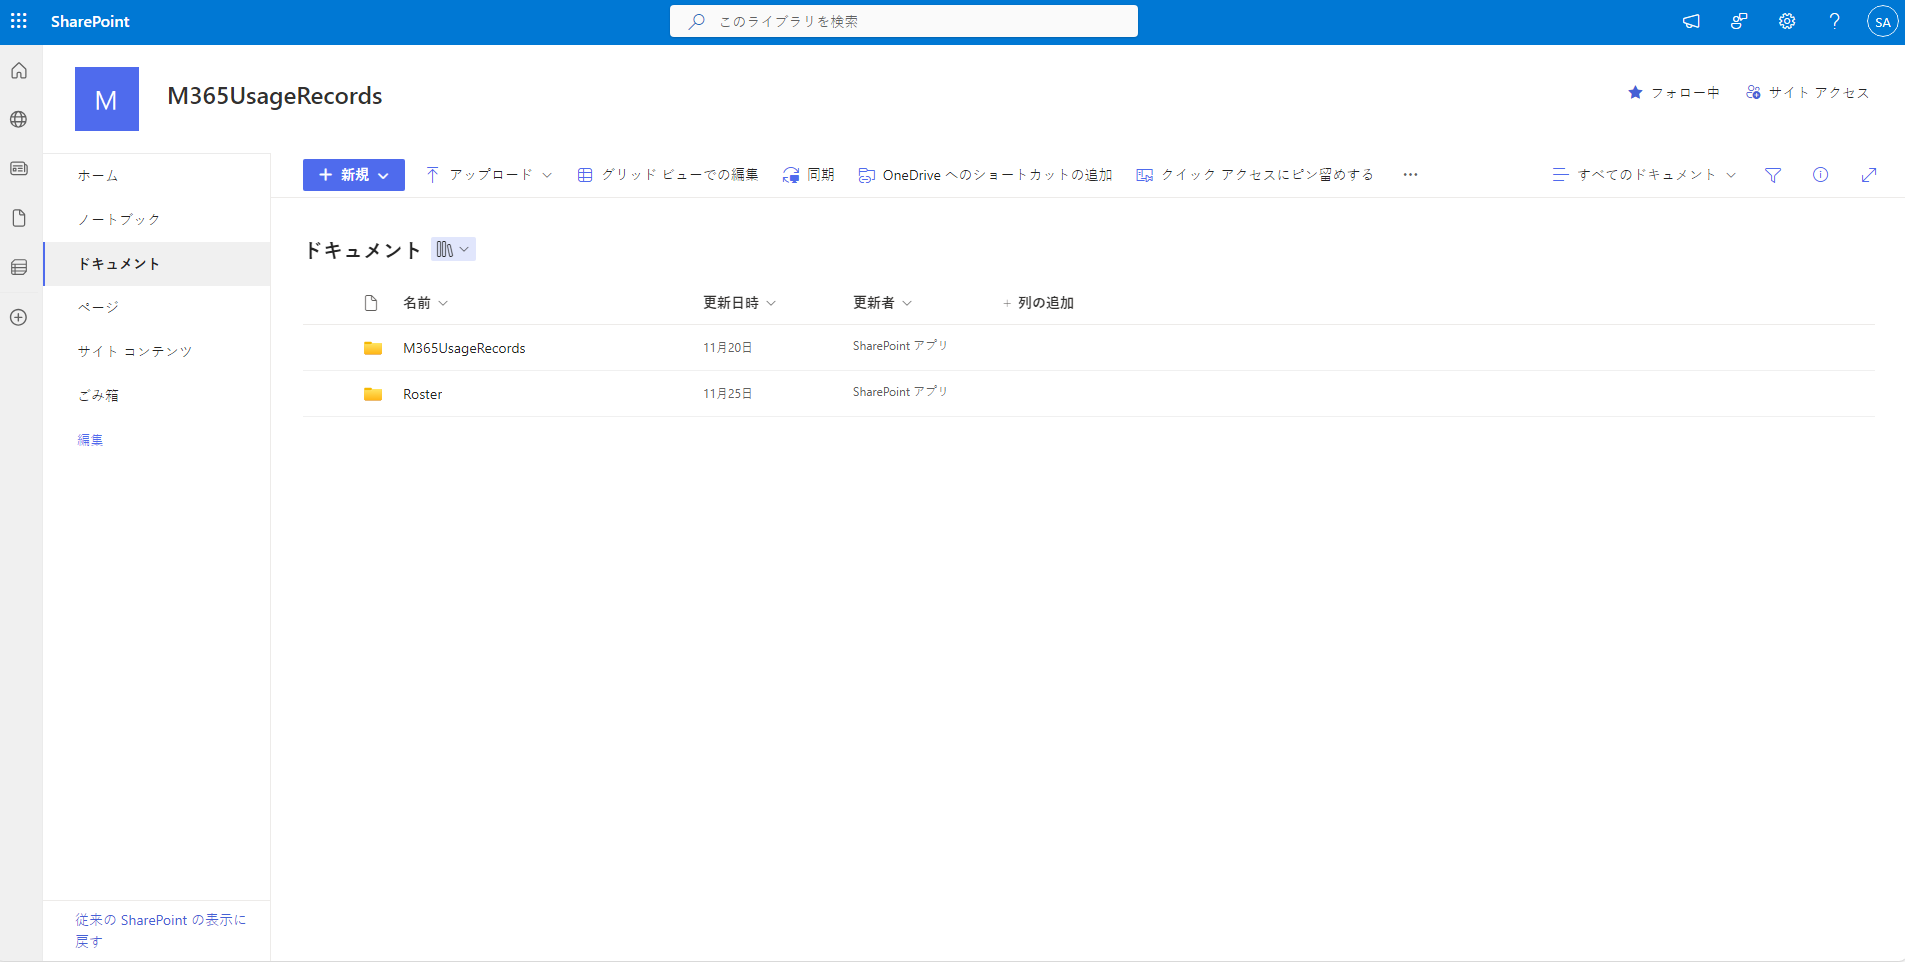 SharePoint
このライブラリを検索
SA
M
M365UsageRecords
フォロー中
サイト アクセス
ホーム
ノートブック
ドキュメント
ページ
サイト コンテンツ
ごみ箱
編集
従来の SharePoint の表示に
戻す
+ 新規
アップロード
グリッド ビューでの編集
同期
OneDrive へのショートカットの追加
クイック アクセスにピン留めする
すべてのドキュメント
ドキュメント
名前 更新日時 更新者 + 列の追加
M365UsageRecords 11月20日 SharePoint アプリ
Roster 11月25日 SharePoint アプリ